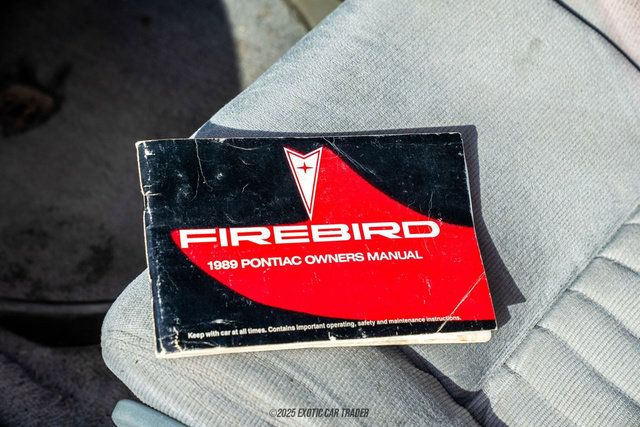 FIREBIRD
1989 PONTIAC OWNERS MANUAL
Keep with car at all times. Contains important operating, safety and maintenance instructions.
©2025 EXOTIC CAR TRADER